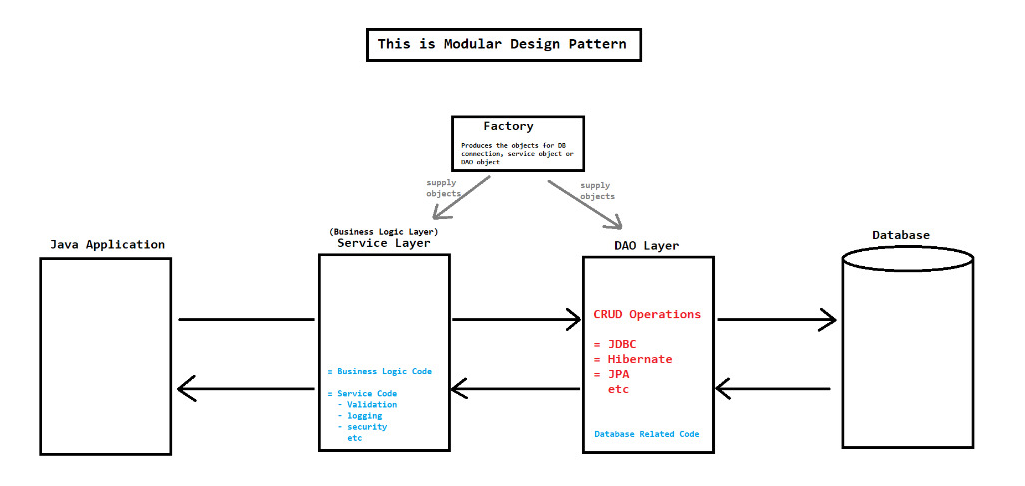 This is Modular Design Pattern
Factory
Produces the objects for DB
connection, service object or
DAO object
supply
objects
supply
objects
Java Application
(Business Logic Layer)
Service Layer
= Business Logic Code
= Service Code
- Validation
- logging
- security
etc
DAO Layer
CRUD Operations
= JDBC
= Hibernate
= JPA
etc
Database Related Code
Database